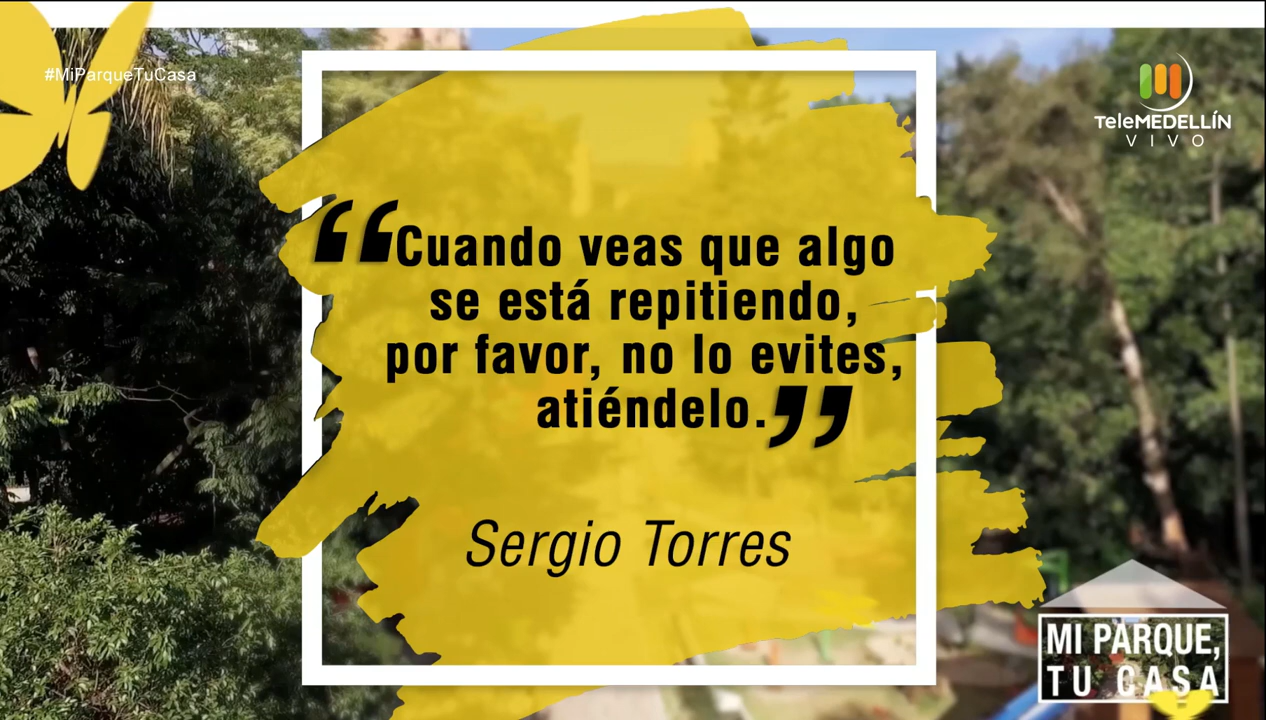 #MiParqueTuCasa
TeleMEDELLÍN
VIVO
“Cuando veas que algo
se está repitiendo,
por favor, no lo evites,
atiéndelo.”
Sergio Torres
MI PARQUE,
TU CASA